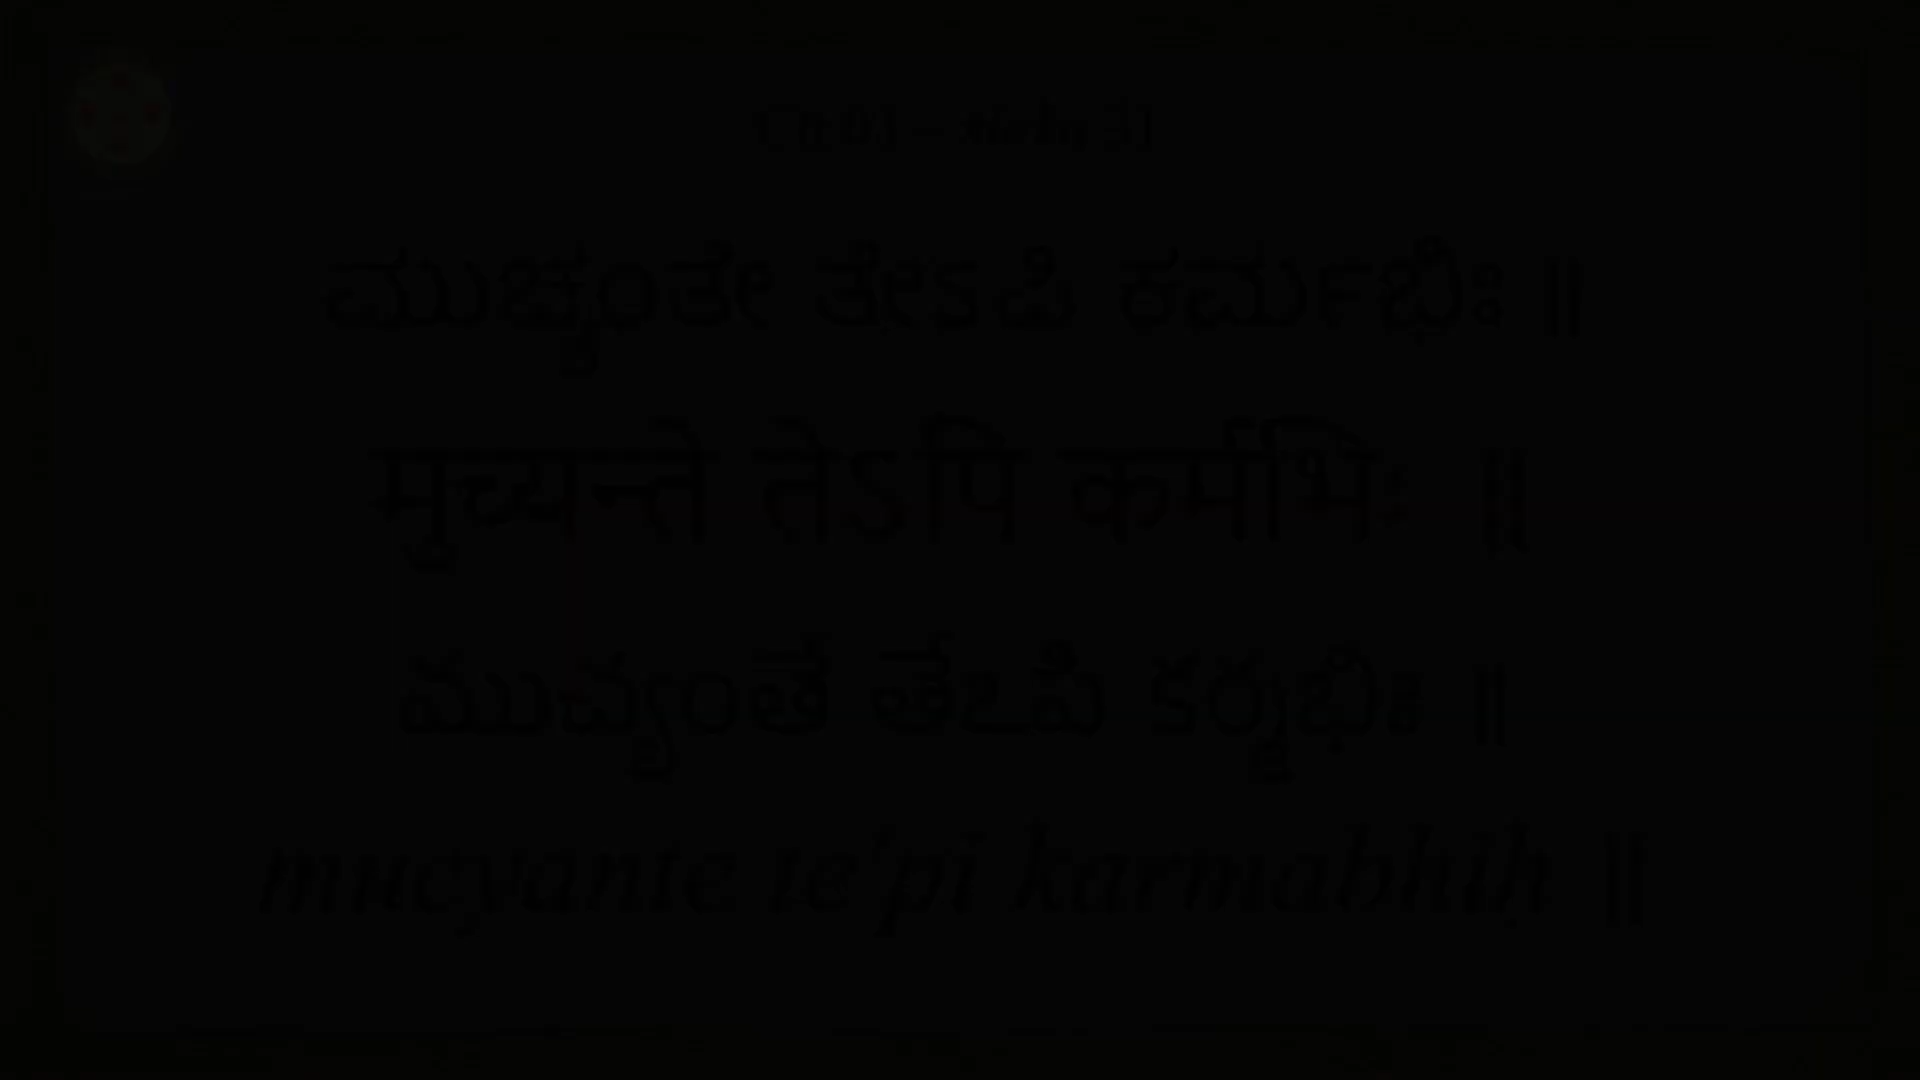 ಮುಚ್ಯಂತೇ ತೇಽಪಿ ಕರ್ಮಭಿಃ ||
मुच्यन्ते तेऽपि कर्मभिः ||
ముచ్యంతే తేఽపి కర్మభిః ||
mucyante te'pi karmabhiḥ ||